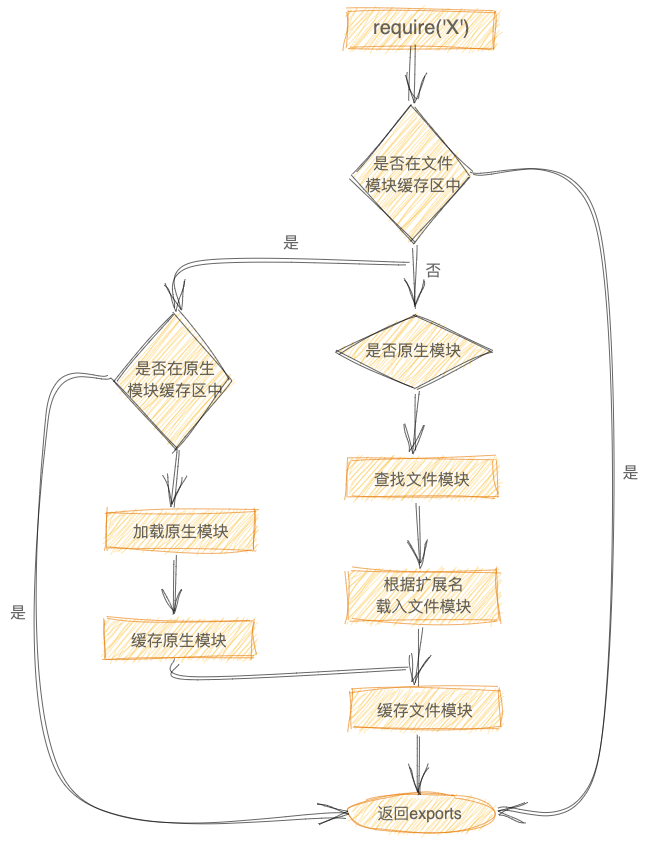 require('X')
是否在文件
模块缓存区中
是
否
是否原生模块
是否在原生
模块缓存区中
查找文件模块
是
加载原生模块
根据扩展名
载入文件模块
是
缓存原生模块
缓存文件模块
返回exports